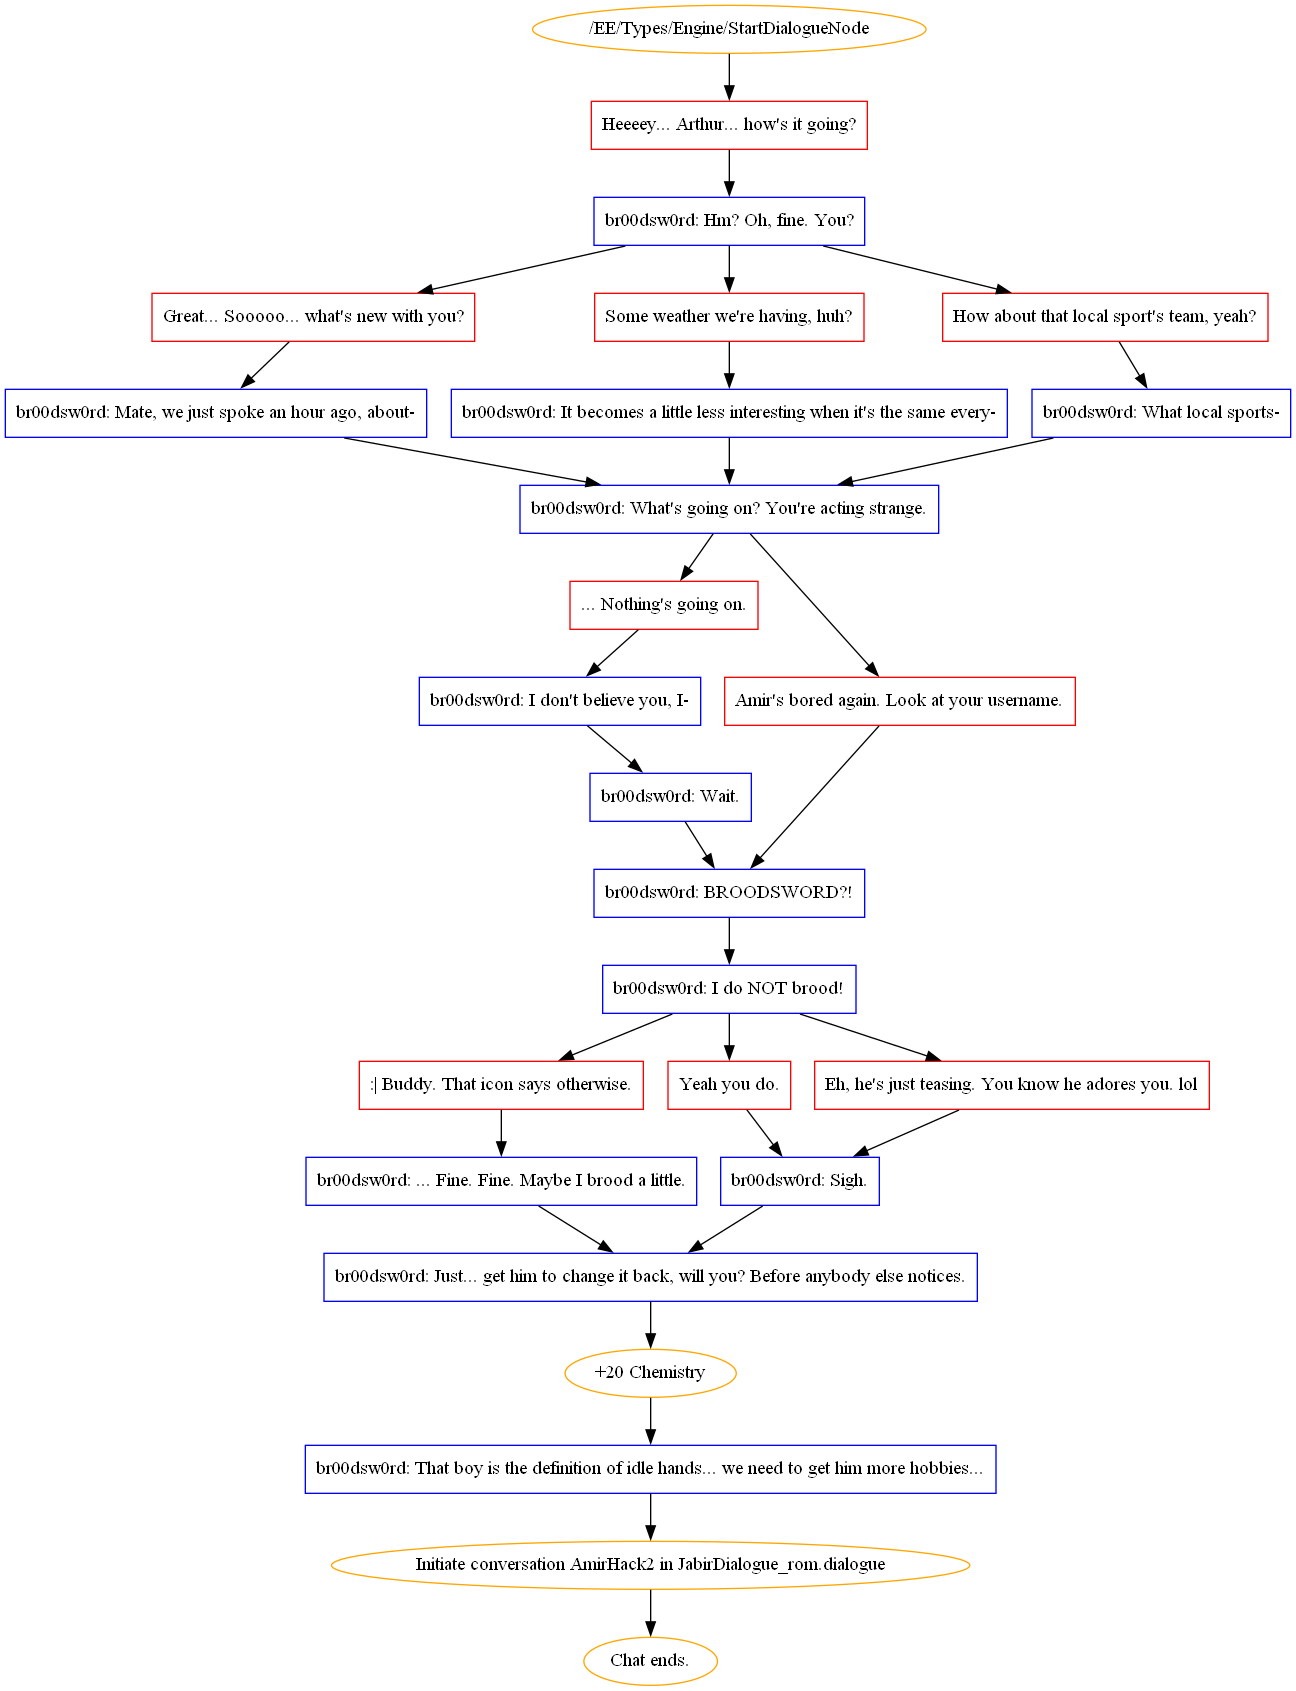 /EE/Types/Engine/StartDialogueNode
Heeeey... Arthur... how's it going?
br00dsw0rd: Hm? Oh, fine. You?
Great... Sooooo... what's new with you?
Some weather we're having, huh?
How about that local sport's team, yeah?
br00dsw0rd: Mate, we just spoke an hour ago, about-
br00dsw0rd: It becomes a little less interesting when it's the same every-
br00dsw0rd: What local sports-
br00dsw0rd: What's going on? You're acting strange.
... Nothing's going on.
br00dsw0rd: I don't believe you, I-
Amir's bored again. Look at your username.
br00dsw0rd: Wait.
br00dsw0rd: BROODSWORD?!
br00dsw0rd: I do NOT brood!
:| Buddy. That icon says otherwise.
Yeah you do.
Eh, he's just teasing. You know he adores you. lol
br00dsw0rd: ... Fine. Fine. Maybe I brood a little.
br00dsw0rd: Sigh.
br00dsw0rd: Just... get him to change it back, will you? Before anybody else notices.
+20 Chemistry
br00dsw0rd: That boy is the definition of idle hands... we need to get him more hobbies...
Initiate conversation AmirHack2 in JabirDialogue_rom.dialogue
Chat ends.